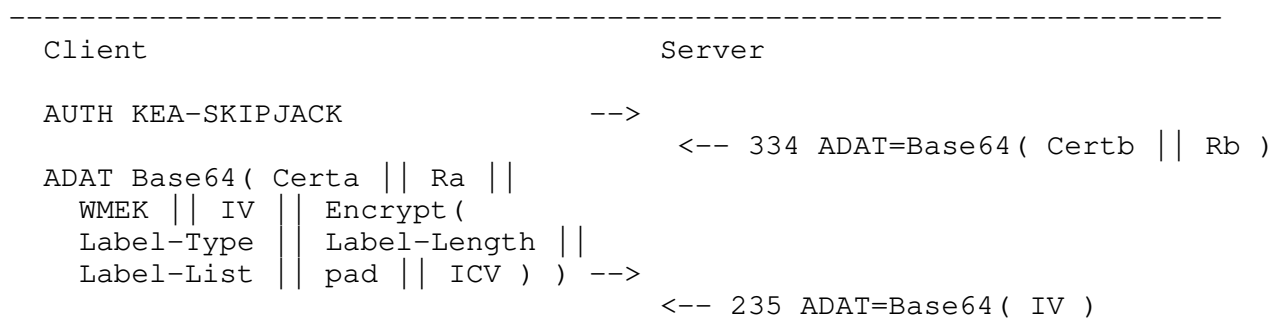 ---------------------------------------------------------------------
Client                                Server
AUTH KEA-SKIPJACK              -->
<-- 334 ADAT=Base64( Certb || Rb )
ADAT Base64( Certa || Ra ||
WMEK || IV || Encrypt(
Label-Type || Label-Length ||
Label-List || pad || ICV ) ) -->
<-- 235 ADAT=Base64( IV )